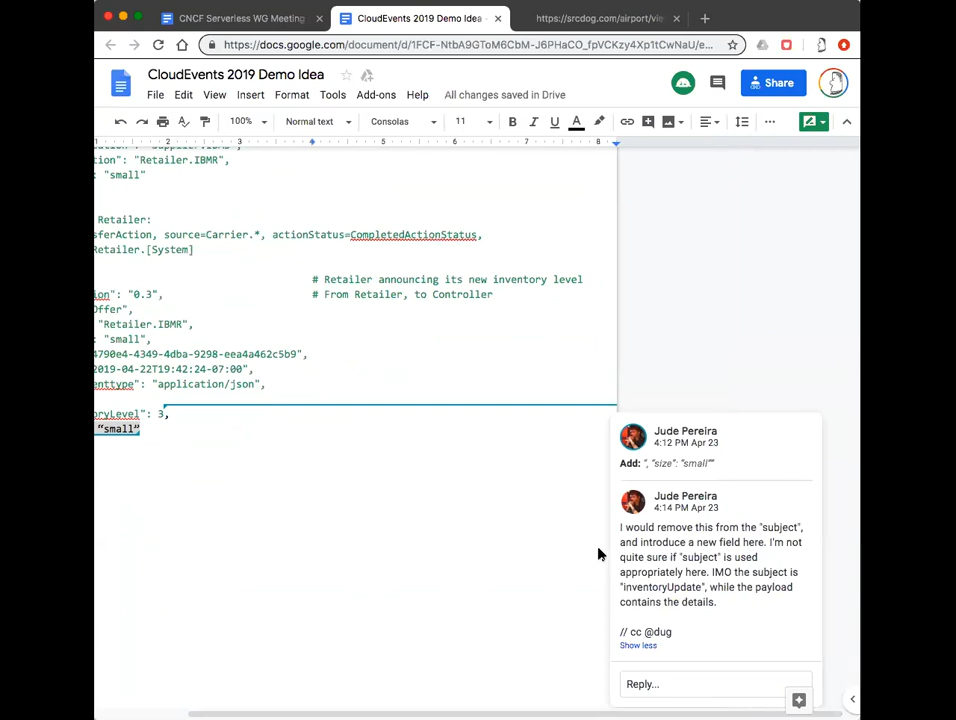 CNCF Serverless WG Meeting
CloudEvents 2019 Demo Idea -
https://srcdog.com/airport/vie
https://docs.google.com/document/d/1FCF-NtbA9GToM6CbM-J6PHaCO_fpVCKzy4Xp1tCwNaU/e...
CloudEvents 2019 Demo Idea
Share
File Edit View Insert Format Tools Add-ons Help All changes saved in Drive
100% Normal text Consolas 11 B I U A
1 2 3 5 6 7 8
tion": "Retailer.IBMR",
: "small"
Retailer:
sferAction, source=Carrier.*, actionStatus=CompletedActionStatus,
Retailer.[System]
# Retailer announcing its new inventory level
ion": "0.3", # From Retailer, to Controller
Offer",
"Retailer.IBMR",
: "small",
4790e4-4349-4dba-9298-eea4a462c5b9",
2019-04-22T19:42:24-07:00",
enttype": "application/json",
oryLevel": 3,
“small”
Jude Pereira
4:12 PM Apr 23
Add: “, “size”: “small””
Jude Pereira
4:14 PM Apr 23
I would remove this from the "subject",
and introduce a new field here. I'm not
quite sure if "subject" is used
appropriately here. IMO the subject is
"inventoryUpdate", while the payload
contains the details.
// cc @dug
Show less
Reply...